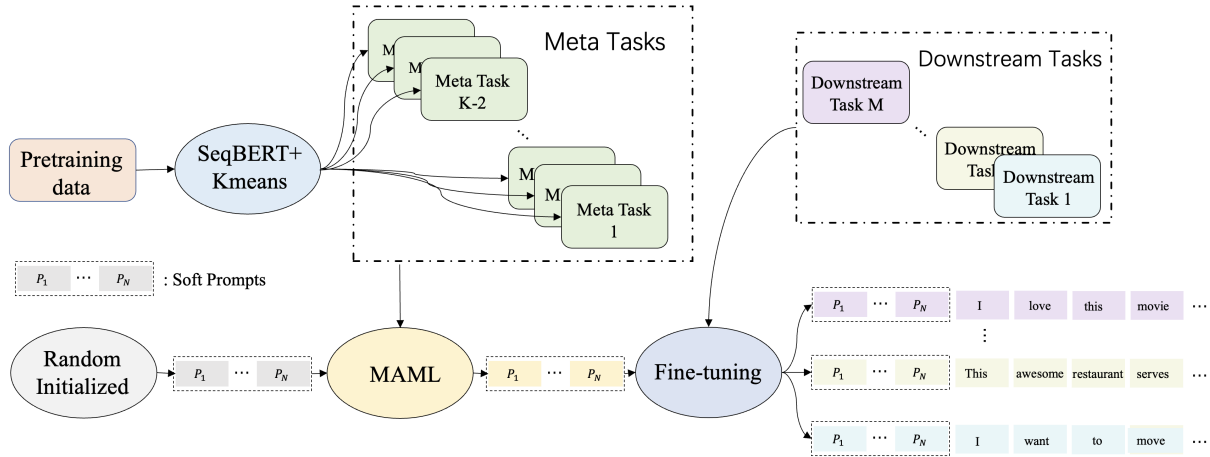 Meta Tasks
M
M
Meta Task
K-2
...
M
M
Meta Task
1
Downstream Tasks
Downstream
Task M
...
Downstream
Task
Downstream
Task 1
Pretraining
data
SeqBERT+
Kmeans
P1 ... PN : Soft Prompts
Random
Initialized
P1 ... PN
MAML
P1 ... PN
Fine-tuning
P1 ... PN I love this movie ...
...
P1 ... PN This awesome restaurant serves ...
P1 ... PN I want to move ...